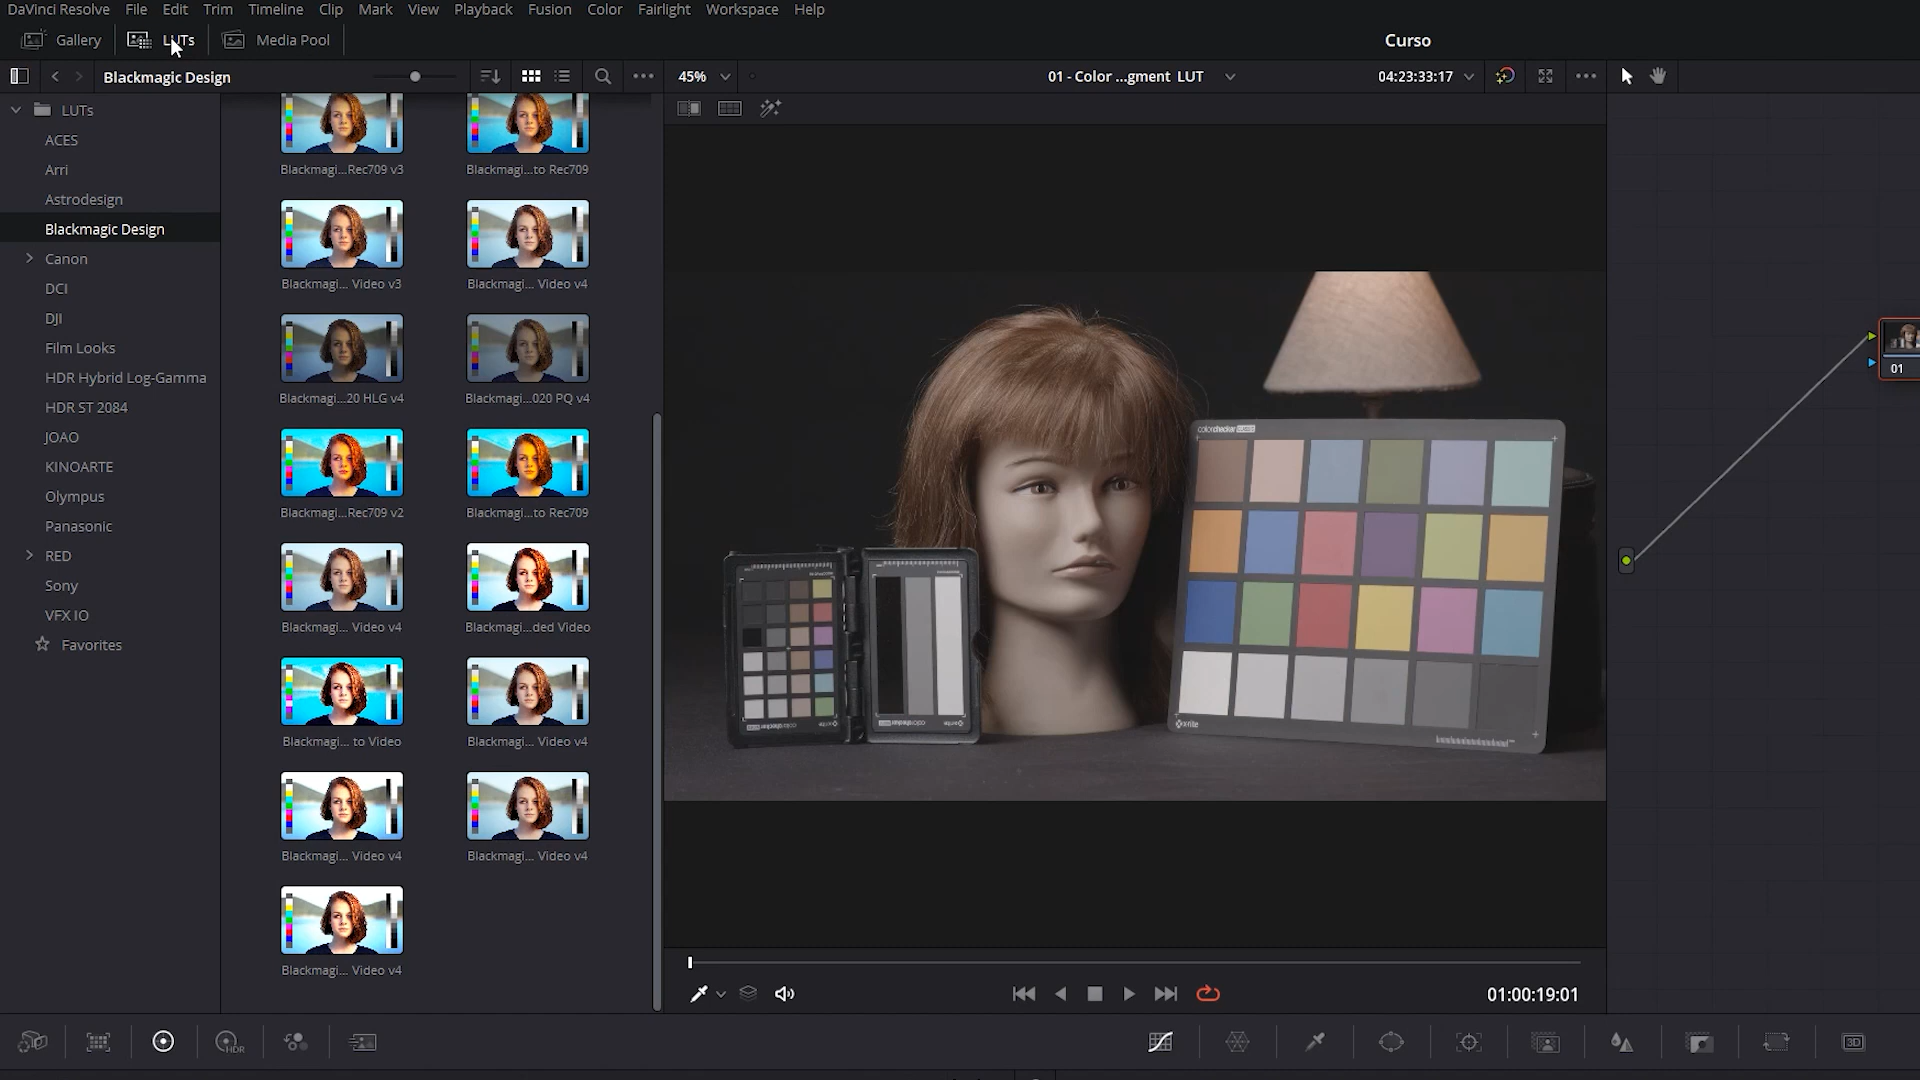 DaVinci Resolve File Edit Trim Timeline Clip Mark View Playback Fusion Color Fairlight Workspace Help
Gallery LUTs Media Pool Curso
Blackmagic Design 45% 01 - Color ...gment LUT 04:23:33:17
LUTs
ACES
Arri
Astrodesign
Blackmagic Design
Canon
DCI
DJI
Film Looks
HDR Hybrid Log-Gamma
HDR ST 2084
JOAO
KINOARTE
Olympus
Panasonic
RED
Sony
VFX IO
Favorites
Blackmagi...Rec709 v3 Blackmagi...to Rec709
Blackmagi... Video v3 Blackmagi... Video v4
Blackmagi...20 HLG v4 Blackmagi...020 PQ v4
Blackmagi...Rec709 v2 Blackmagi...to Rec709
Blackmagi... Video v4 Blackmagi...ded Video
Blackmagi... to Video Blackmagi... Video v4
Blackmagi... Video v4 Blackmagi... Video v4
Blackmagi... Video v4
colorchecker CLASSIC
x-rite
01
01:00:19:01
HDR
3D